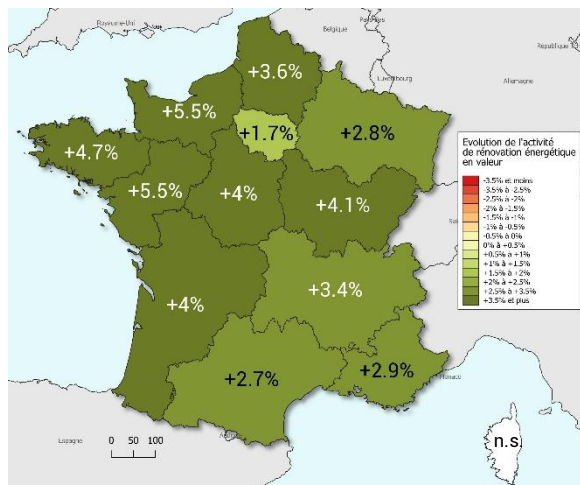 Royaume-Uni
Belgique
Luxembourg
Allemagne
+3.6%
+5.5%
+1.7%
+2.8%
+4.7%
+5.5%
+4%
+4.1%
+4%
+3.4%
+2.7%
+2.9%
Monaco
n.s.
Espagne
0 50 100
Evolution de l'activité
de rénovation énergétique
en valeur
-3.5% et moins
-3.5% à -2.5%
-2.5% à -2%
-2% à -1.5%
-1.5% à -1%
-1% à -0.5%
-0.5% à 0%
0% à +0.5%
+0.5% à +1%
+1% à +1.5%
+1.5% à +2%
+2% à +2.5%
+2.5% à +3.5%
+3.5% et plus